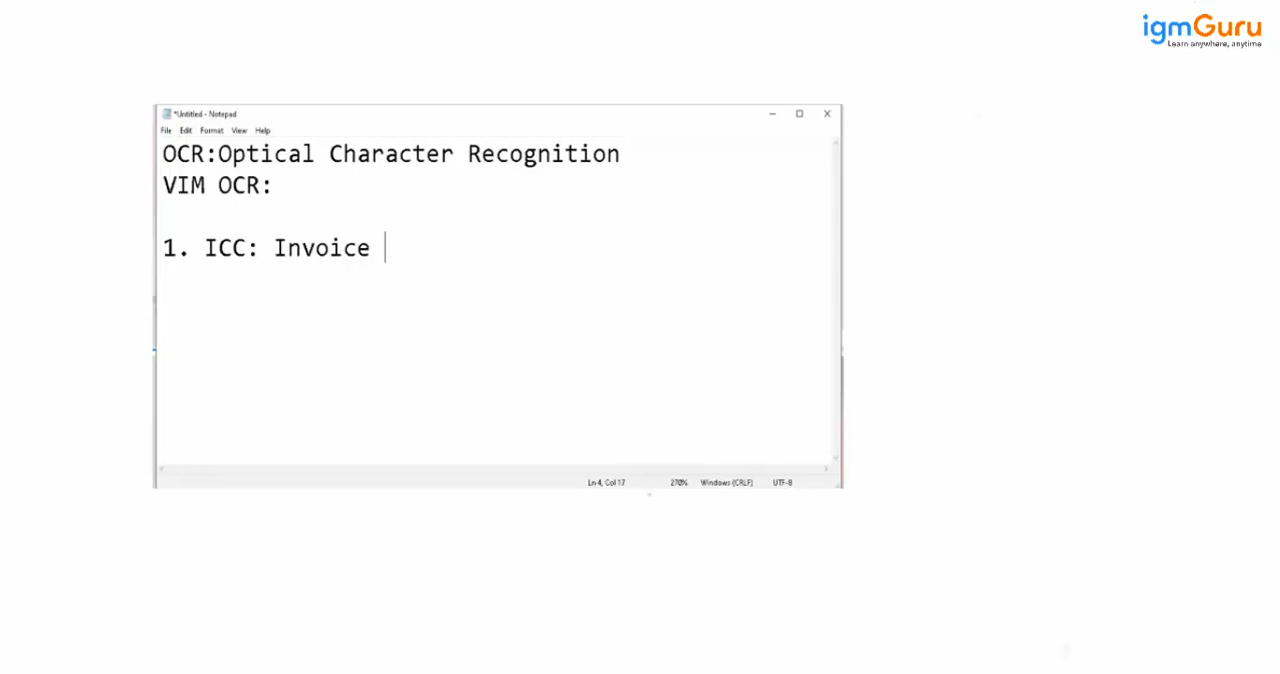 igmGuru
Learn anywhere, anytime
*Untitled - Notepad
File Edit Format View Help
OCR:Optical Character Recognition
VIM OCR:
1. ICC: Invoice
Ln 4, Col 17 270% Windows (CRLF) UTF-8